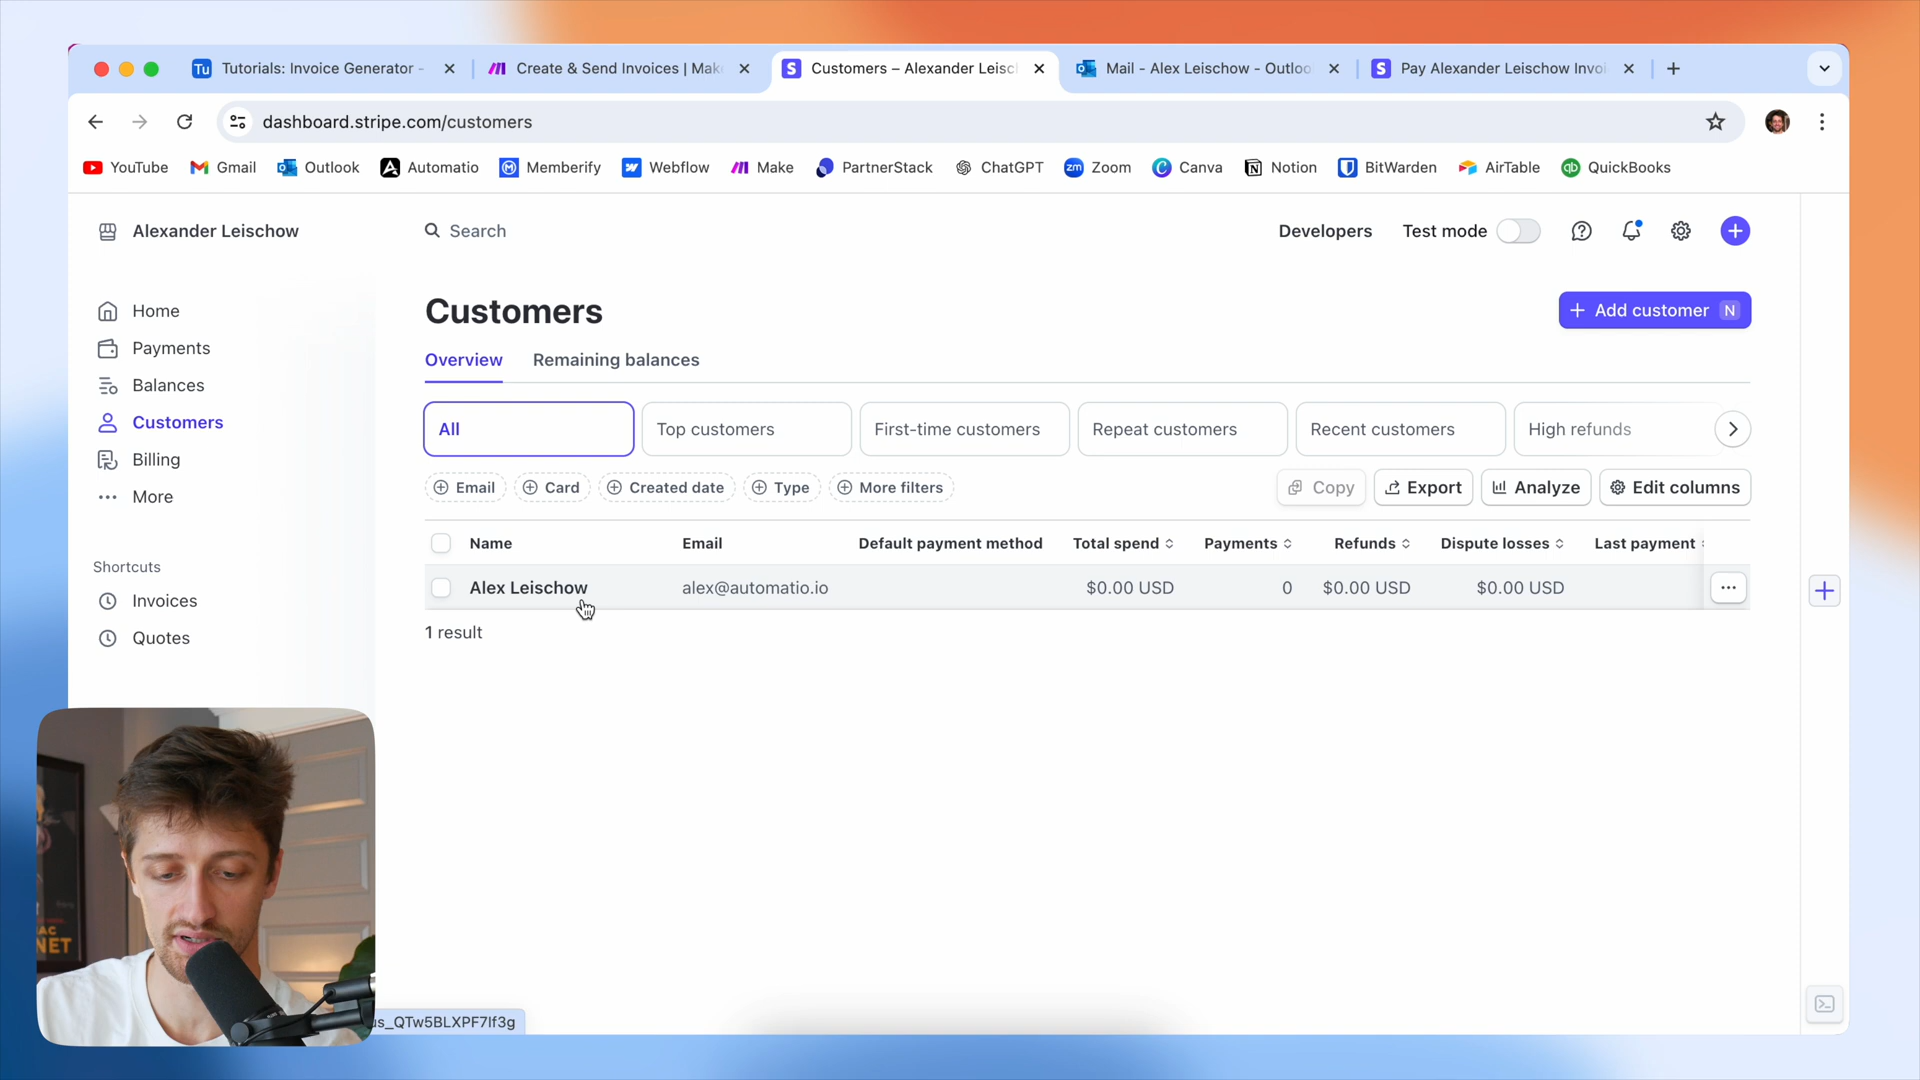 Tutorials: Invoice Generator -
Create & Send Invoices | Mak
Customers – Alexander Leisc
Mail - Alex Leischow - Outloo
Pay Alexander Leischow Invoi
dashboard.stripe.com/customers
YouTube
Gmail
Outlook
Automatio
Memberify
Webflow
Make
PartnerStack
ChatGPT
Zoom
Canva
Notion
BitWarden
AirTable
QuickBooks
Alexander Leischow
Search
Developers
Test mode
Home
Payments
Balances
Customers
Billing
More
Shortcuts
Invoices
Quotes
Customers
Add customer N
Overview
Remaining balances
All
Top customers
First-time customers
Repeat customers
Recent customers
High refunds
Email
Card
Created date
Type
More filters
Copy
Export
Analyze
Edit columns
Name Email Default payment method Total spend Payments Refunds Dispute losses Last payment
Alex Leischow alex@automatio.io $0.00 USD 0 $0.00 USD $0.00 USD
1 result
AC
NET